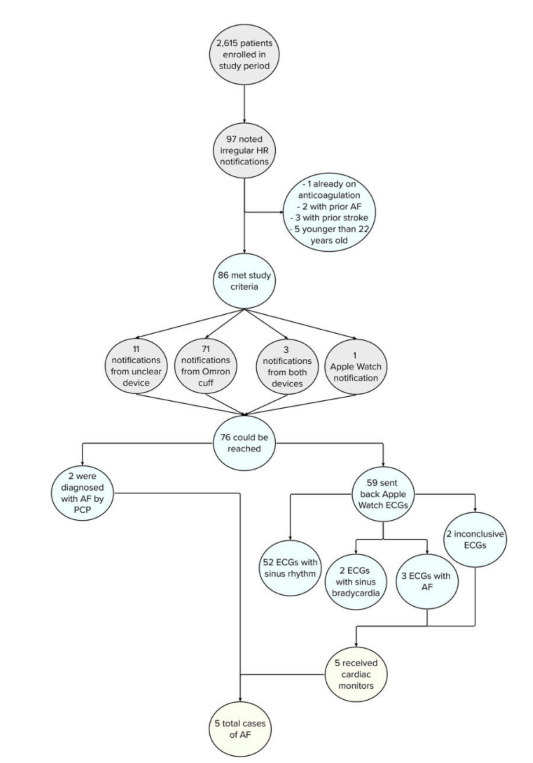 2,615 patients
enrolled in
study period
97 noted
irregular HR
notifications
- 1 already on
anticoagulation
- 2 with prior AF
- 3 with prior stroke
- 5 younger than 22
years old
86 met study
criteria
11
notifications
from unclear
device
71
notifications
from Omron
cuff
3
notifications
from both
devices
1
Apple Watch
notification
76 could be
reached
2 were
diagnosed
with AF by
PCP
59 sent
back Apple
Watch ECGs
52 ECGs with
sinus rhythm
2 ECGs
with sinus
bradycardia
3 ECGs with
AF
2 inconclusive
ECGs
5 received
cardiac
monitors
5 total cases
of AF